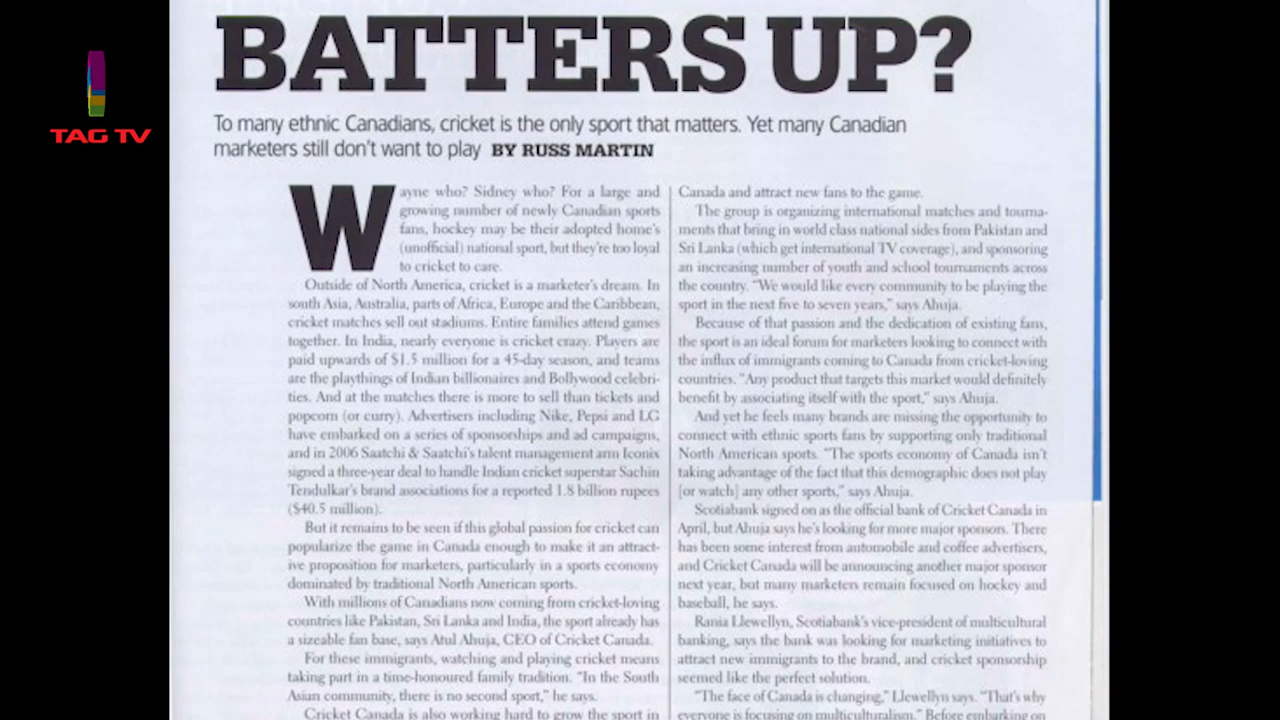 TAG TV
BATTERS UP?
To many ethnic Canadians, cricket is the only sport that matters. Yet many Canadian
marketers still don't want to play BY RUSS MARTIN
Wayne who? Sidney who? For a large and
growing number of newly Canadian sports
fans, hockey may be their adopted home's
(unofficial) national sport, but they're too loyal
to cricket to care.
Outside of North America, cricket is a marketer's dream. In
south Asia, Australia, parts of Africa, Europe and the Caribbean,
cricket matches sell out stadiums. Entire families attend games
together. In India, nearly everyone is cricket crazy. Players are
paid upwards of $1.5 million for a 45-day season, and teams
are the playthings of Indian billionaires and Bollywood celebri-
ties. And at the matches there is more to sell than tickets and
popcorn (or curry). Advertisers including Nike, Pepsi and LG
have embarked on a series of sponsorships and ad campaigns,
and in 2006 Saatchi & Saatchi's talent management arm Iconix
signed a three-year deal to handle Indian cricket superstar Sachin
Tendulkar's brand associations for a reported 1.8 billion rupees
($40.5 million).
But it remains to be seen if this global passion for cricket can
popularize the game in Canada enough to make it an attract-
ive proposition for marketers, particularly in a sports economy
dominated by traditional North American sports.
With millions of Canadians now coming from cricket-loving
countries like Pakistan, Sri Lanka and India, the sport already has
a sizeable fan base, says Atul Ahuja, CEO of Cricket Canada.
For these immigrants, watching and playing cricket means
taking part in a time-honoured family tradition. "In the South
Asian community, there is no second sport," he says.
Cricket Canada is also working hard to grow the sport in
Canada and attract new fans to the game.
The group is organizing international matches and tourna-
ments that bring in world class national sides from Pakistan and
Sri Lanka (which get international TV coverage), and sponsoring
an increasing number of youth and school tournaments across
the country. "We would like every community to be playing the
sport in the next five to seven years," says Ahuja.
Because of that passion and the dedication of existing fans,
the sport is an ideal forum for marketers looking to connect with
the influx of immigrants coming to Canada from cricket-loving
countries. "Any product that targets this market would definitely
benefit by associating itself with the sport," says Ahuja.
And yet he feels many brands are missing the opportunity to
connect with ethnic sports fans by supporting only traditional
North American sports. "The sports economy of Canada isn't
taking advantage of the fact that this demographic does not play
[or watch] any other sports," says Ahuja.
Scotiabank signed on as the official bank of Cricket Canada in
April, but Ahuja says he's looking for more major sponsors. There
has been some interest from automobile and coffee advertisers,
and Cricket Canada will be announcing another major sponsor
next year, but many marketers remain focused on hockey and
baseball, he says.
Rania Llewellyn, Scotiabank's vice-president of multicultural
banking, says the bank was looking for marketing initiatives to
attract new immigrants to the brand, and cricket sponsorship
seemed like the perfect solution.
"The face of Canada is changing," Llewellyn says. "That's why
everyone is focusing on multiculturalism." Before embarking on